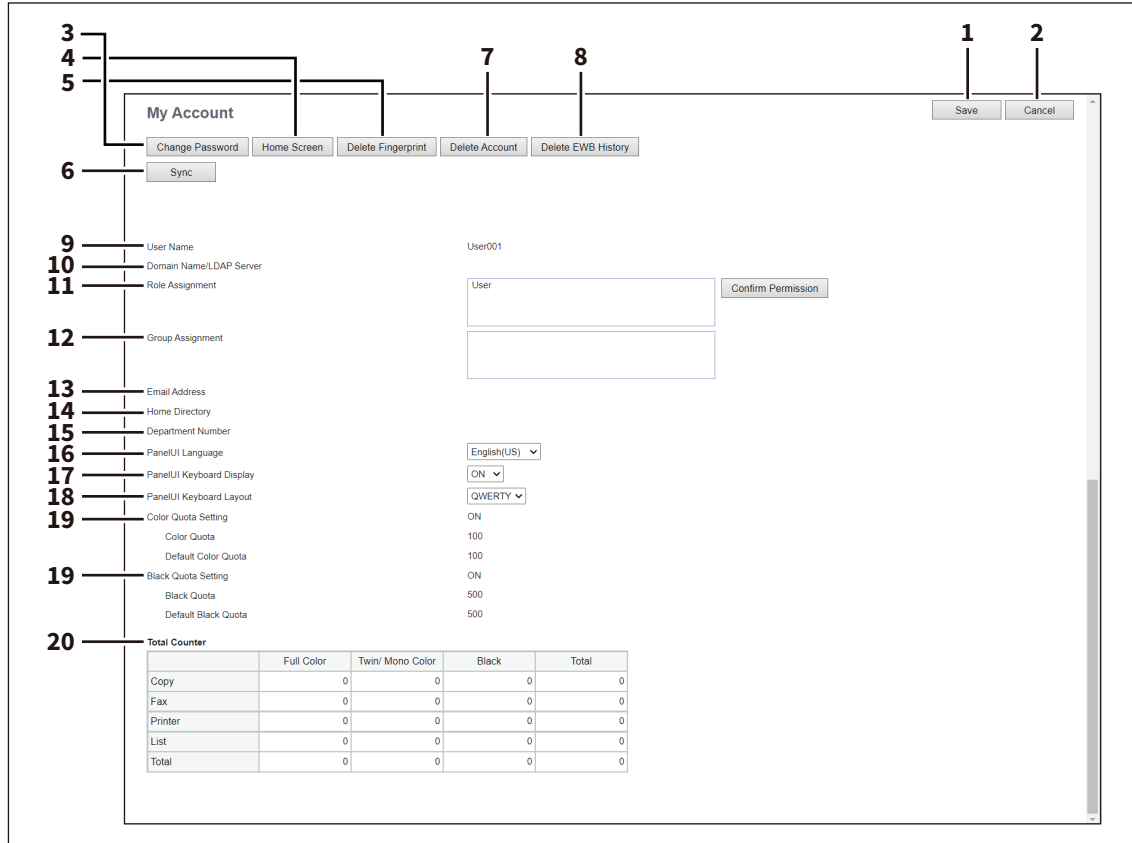 3
4
5
7
8
1
2
My Account
Save
Cancel
Change Password
Home Screen
Delete Fingerprint
Delete Account
Delete EWB History
6
Sync
9
User Name
User001
10
Domain Name/LDAP Server
11
Role Assignment
User
Confirm Permission
12
Group Assignment
13
Email Address
14
Home Directory
15
Department Number
16
PanelUI Language
English(US)
17
PanelUI Keyboard Display
ON
18
PanelUI Keyboard Layout
QWERTY
19
Color Quota Setting
ON
Color Quota
100
Default Color Quota
100
19
Black Quota Setting
ON
Black Quota
500
Default Black Quota
500
20
Total Counter
Full Color Twin/ Mono Color Black Total
Copy 0 0 0 0
Fax 0 0 0 0
Printer 0 0 0 0
List 0 0 0 0
Total 0 0 0 0